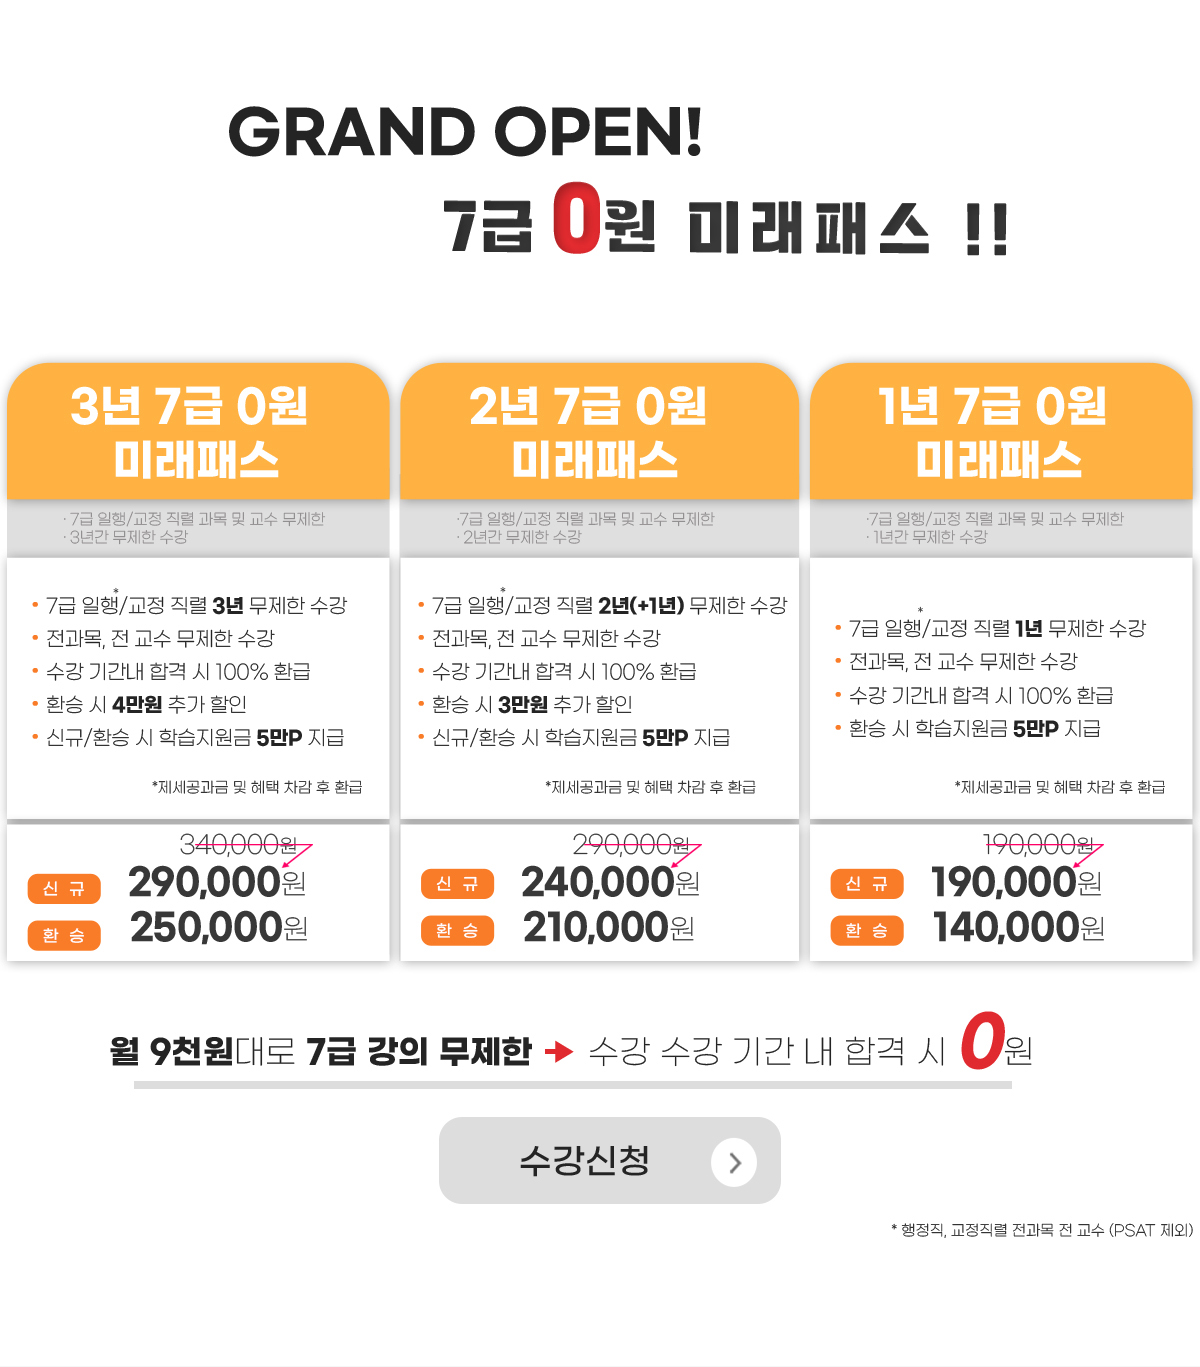 GRAND OPEN!
7급 0원 미래패스 !!
3년 7급 0원
미래패스
· 7급 일행/교정 직렬 과목 및 교수 무제한
· 3년간 무제한 수강
• 7급 일행*/교정 직렬 3년 무제한 수강
• 전과목, 전 교수 무제한 수강
• 수강 기간내 합격 시 100% 환급
• 환승 시 4만원 추가 할인
• 신규/환승 시 학습지원금 5만P 지급
*제세공과금 및 혜택 차감 후 환급
340,000원
신 규 290,000원
환 승 250,000원
2년 7급 0원
미래패스
·7급 일행/교정 직렬 과목 및 교수 무제한
· 2년간 무제한 수강
• 7급 일행*/교정 직렬 2년(+1년) 무제한 수강
• 전과목, 전 교수 무제한 수강
• 수강 기간내 합격 시 100% 환급
• 환승 시 3만원 추가 할인
• 신규/환승 시 학습지원금 5만P 지급
*제세공과금 및 혜택 차감 후 환급
290,000원
신 규 240,000원
환 승 210,000원
1년 7급 0원
미래패스
·7급 일행/교정 직렬 과목 및 교수 무제한
· 1년간 무제한 수강
• 7급 일행*/교정 직렬 1년 무제한 수강
• 전과목, 전 교수 무제한 수강
• 수강 기간내 합격 시 100% 환급
• 환승 시 학습지원금 5만P 지급
*제세공과금 및 혜택 차감 후 환급
190,000원
신 규 190,000원
환 승 140,000원
월 9천원대로 7급 강의 무제한 → 수강 수강 기간 내 합격 시 0원
수강신청 >
* 행정직, 교정직렬 전과목 전 교수 (PSAT 제외)